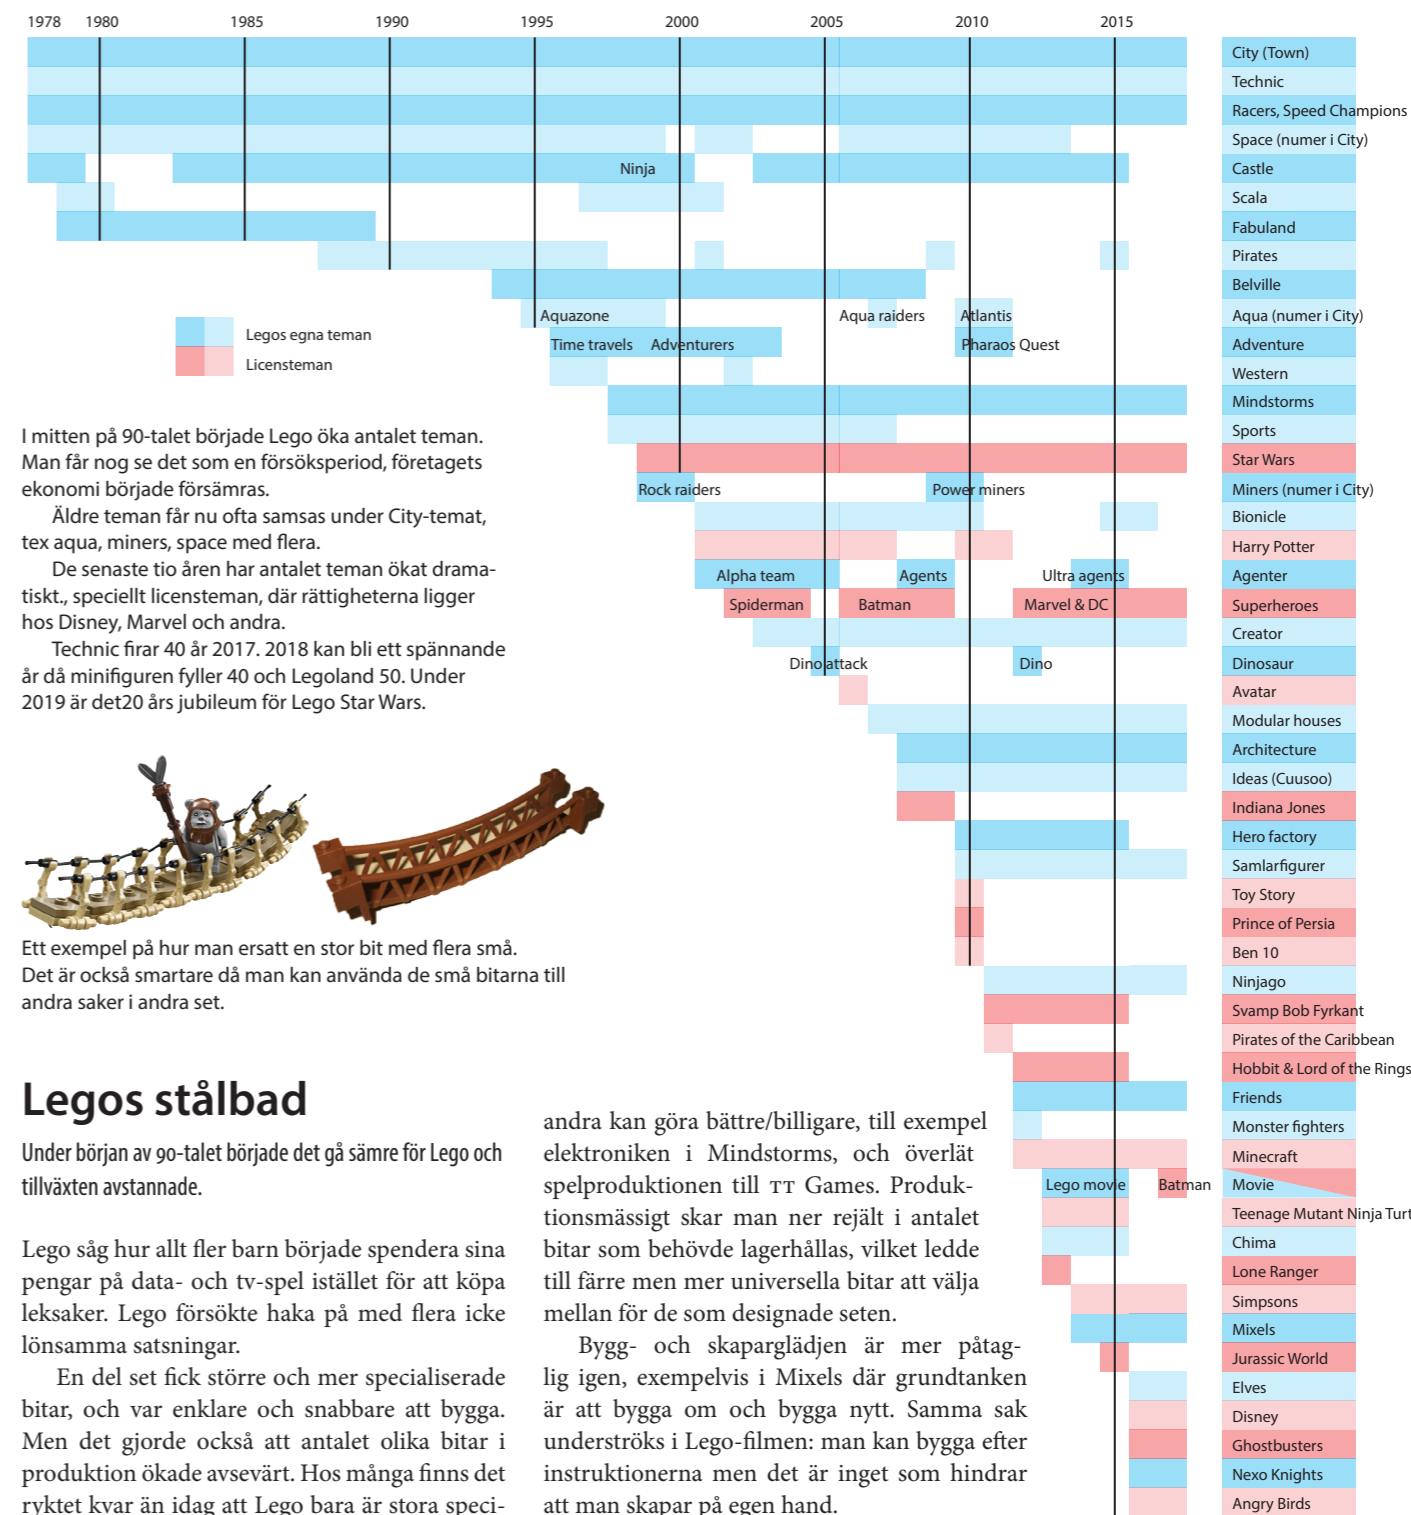 1978 1980 1985 1990 1995 2000 2005 2010 2015
City (Town)
Technic
Racers, Speed Champions
Space (numer i City)
Ninja
Castle
Scala
Fabuland
Pirates
Belville
Aquazone Aqua raiders Atlantis
Aqua (numer i City)
Time travels Adventurers Pharaos Quest
Adventure
Western
Mindstorms
Sports
Star Wars
Rock raiders Power miners
Miners (numer i City)
Bionicle
Harry Potter
Alpha team Agents Ultra agents
Agenter
Spiderman Batman Marvel & DC
Superheroes
Creator
Dino attack Dino
Dinosaur
Avatar
Modular houses
Architecture
Ideas (Cuusoo)
Indiana Jones
Hero factory
Samlarfigurer
Toy Story
Prince of Persia
Ben 10
Ninjago
Svamp Bob Fyrkant
Pirates of the Caribbean
Hobbit & Lord of the Rings
Friends
Monster fighters
Minecraft
Lego movie Batman
Movie
Teenage Mutant Ninja Turt
Chima
Lone Ranger
Simpsons
Mixels
Jurassic World
Elves
Disney
Ghostbusters
Nexo Knights
Angry Birds
Legos egna teman
Licensteman
I mitten på 90-talet började Lego öka antalet teman.
Man får nog se det som en försöksperiod, företagets
ekonomi började försämras.
Äldre teman får nu ofta samsas under City-temat,
tex aqua, miners, space med flera.
De senaste tio åren har antalet teman ökat drama-
tiskt., speciellt licensteman, där rättigheterna ligger
hos Disney, Marvel och andra.
Technic firar 40 år 2017. 2018 kan bli ett spännande
år då minifiguren fyller 40 och Legoland 50. Under
2019 är det20 års jubileum för Lego Star Wars.
Ett exempel på hur man ersatt en stor bit med flera små.
Det är också smartare då man kan använda de små bitarna till
andra saker i andra set.
Legos stålbad
Under början av 90-talet började det gå sämre för Lego och
tillväxten avstannade.
Lego såg hur allt fler barn började spendera sina
pengar på data- och tv-spel istället för att köpa
leksaker. Lego försökte haka på med flera icke
lönsamma satsningar.
En del set fick större och mer specialiserade
bitar, och var enklare och snabbare att bygga.
Men det gjorde också att antalet olika bitar i
produktion ökade avsevärt. Hos många finns det
ryktet kvar än idag att Lego bara är stora speci-
andra kan göra bättre/billigare, till exempel
elektroniken i Mindstorms, och överlät
spelproduktionen till TT Games. Produk-
tionsmässigt skar man ner rejält i antalet
bitar som behövde lagerhållas, vilket ledde
till färre men mer universella bitar att välja
mellan för de som designade seten.
Bygg- och skaparglädjen är mer påtag-
lig igen, exempelvis i Mixels där grundtanken
är att bygga om och bygga nytt. Samma sak
underströks i Lego-filmen: man kan bygga efter
instruktionerna men det är inget som hindrar
att man skapar på egen hand.